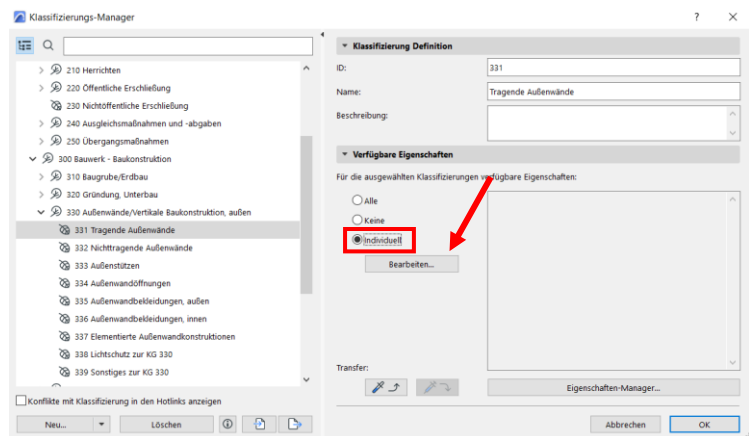 Klassifizierungs-Manager
? ×
210 Herrichten
220 Öffentliche Erschließung
230 Nichtöffentliche Erschließung
240 Ausgleichsmaßnahmen und -abgaben
250 Übergangsmaßnahmen
300 Bauwerk - Baukonstruktion
310 Baugrube/Erdbau
320 Gründung, Unterbau
330 Außenwände/Vertikale Baukonstruktion, außen
331 Tragende Außenwände
332 Nichttragende Außenwände
333 Außenstützen
334 Außenwandöffnungen
335 Außenwandbekleidungen, außen
336 Außenwandbekleidungen, innen
337 Elementierte Außenwandkonstruktionen
338 Lichtschutz zur KG 330
339 Sonstiges zur KG 330
Konflikte mit Klassifizierung in den Hotlinks anzeigen
Neu...
Löschen
Klassifizierung Definition
ID: 331
Name: Tragende Außenwände
Beschreibung:
Verfügbare Eigenschaften
Für die ausgewählten Klassifizierungen verfügbare Eigenschaften:
Alle
Keine
Individuell
Bearbeiten...
Transfer:
Eigenschaften-Manager...
Abbrechen
OK